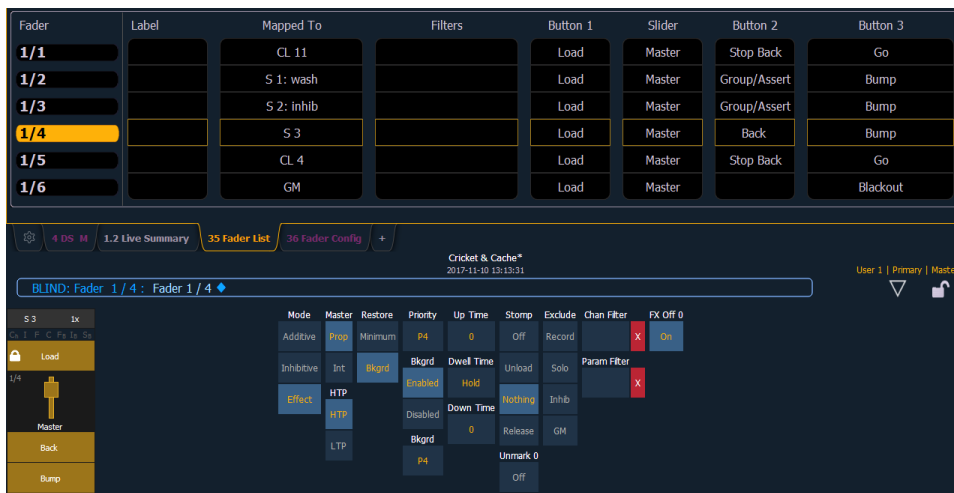 Fader Label Mapped To Filters Button 1 Slider Button 2 Button 3
1/1 CL 11 Load Master Stop Back Go
1/2 S 1: wash Load Master Group/Assert Bump
1/3 S 2: inhib Load Master Group/Assert Bump
1/4 S 3 Load Master Back Bump
1/5 CL 4 Load Master Stop Back Go
1/6 GM Load Master Blackout
4 DS M 1.2 Live Summary 35 Fader List 36 Fader Config +
Cricket & Cache*
2017-11-10 13:13:31
User 1 | Primary | Maste
BLIND: Fader 1 / 4 : Fader 1 / 4
S 3 1x
Mode Master Restore Priority Up Time Stomp Exclude Chan Filter FX Off 0
I F C
Additive Prop Minimum P4 0 Off Record X On
Load
Bkgrd Dwell Time Param Filter
Inhibitive Int Bkgrd Enabled Hold Unload Solo X
1/4
HTP
Effect HTP Disabled Down Time Nothing Inhib
Master
LTP 0 Release GM
Bkgrd
Back
P4 Unmark 0
Off
Bump